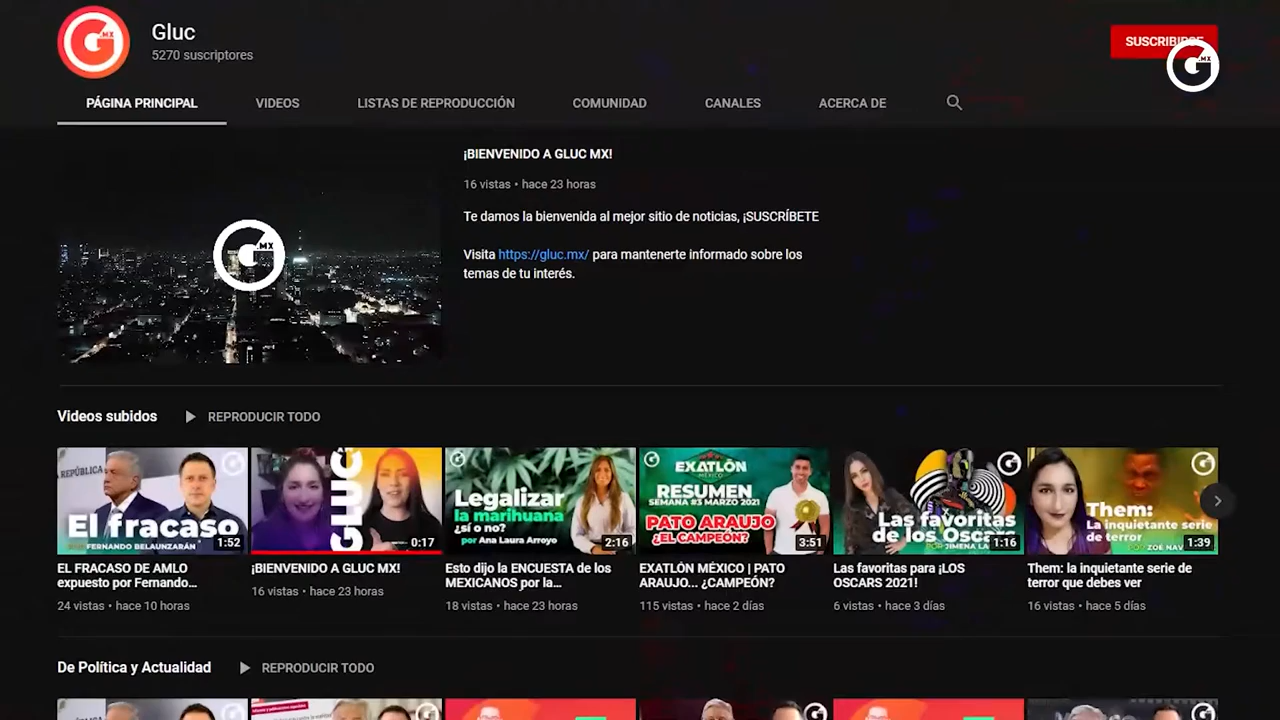 Gluc
5270 suscriptores
SUSCRIBIRSE
G.MX
PÁGINA PRINCIPAL
VIDEOS
LISTAS DE REPRODUCCIÓN
COMUNIDAD
CANALES
ACERCA DE
¡BIENVENIDO A GLUC MX!
16 vistas • hace 23 horas
Te damos la bienvenida al mejor sitio de noticias, ¡SUSCRÍBETE
Visita https://gluc.mx/ para mantenerte informado sobre los
temas de tu interés.
G.MX
Videos subidos
REPRODUCIR TODO
REPÚBLICA
El fracaso
FERNANDO BELAUNZARÁN
1:52
GLUC
0:17
Legalizar
la marihuana
¿sí o no?
por Ana Laura Arroyo
2:16
EXATLÓN
MÉXICO
RESUMEN
SEMANA #3 MARZO 2021
PATO ARAUJO
¿EL CAMPEÓN?
3:51
Las favoritas
de los Oscars
1:16
Them:
La inquietante serie
de terror
1:39
EL FRACASO DE AMLO
expuesto por Fernando...
24 vistas • hace 10 horas
¡BIENVENIDO A GLUC MX!
16 vistas • hace 23 horas
Esto dijo la ENCUESTA de los
MEXICANOS por la...
18 vistas • hace 23 horas
EXATLÓN MÉXICO | PATO
ARAUJO... ¿CAMPEÓN?
115 vistas • hace 2 días
Las favoritas para ¡LOS
OSCARS 2021!
6 vistas • hace 3 días
Them: la inquietante serie de
terror que debes ver
16 vistas • hace 5 días
De Política y Actualidad
REPRODUCIR TODO